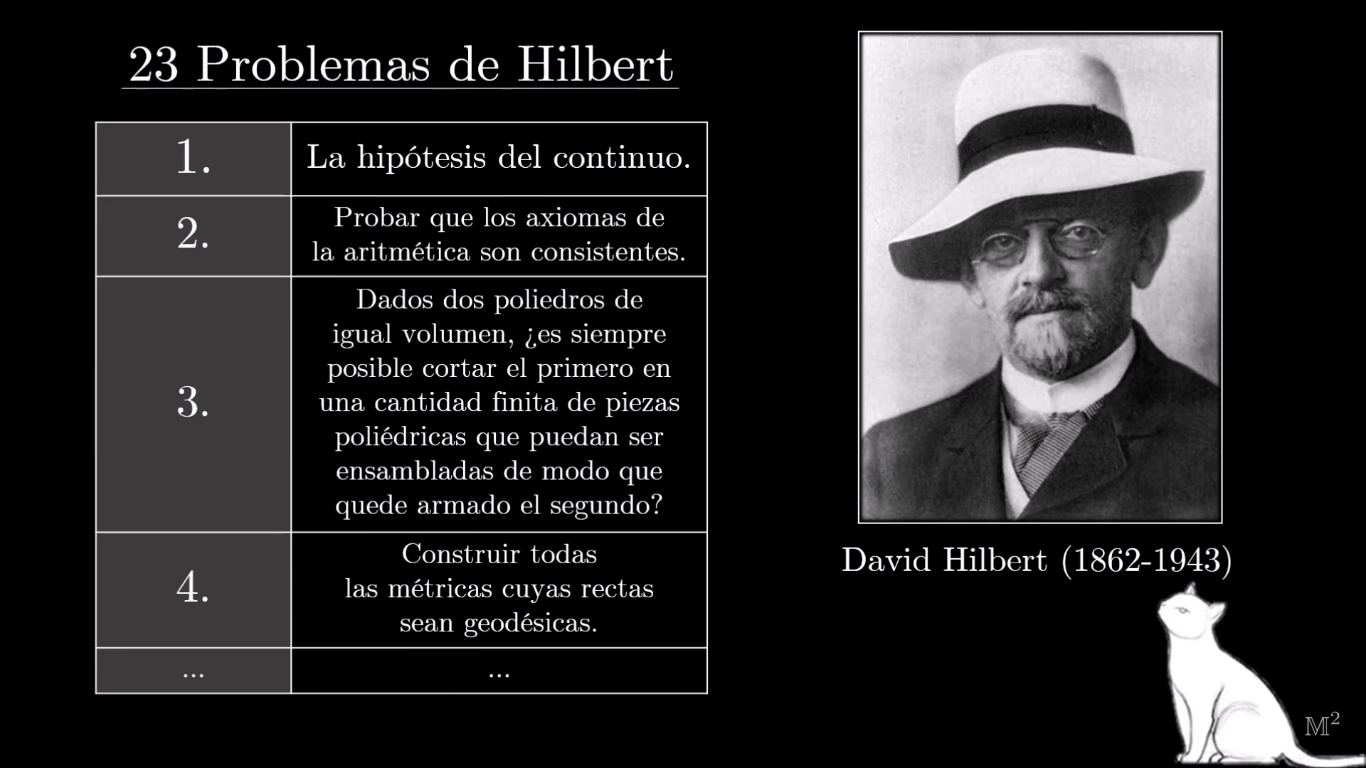 23 Problemas de Hilbert
1.
La hipótesis del continuo.
2.
Probar que los axiomas de
la aritmética son consistentes.
3.
Dados dos poliedros de
igual volumen, ¿es siempre
posible cortar el primero en
una cantidad finita de piezas
poliédricas que puedan ser
ensambladas de modo que
quede armado el segundo?
4.
Construir todas
las métricas cuyas rectas
sean geodésicas.
...
...
David Hilbert (1862-1943)
𝕄²